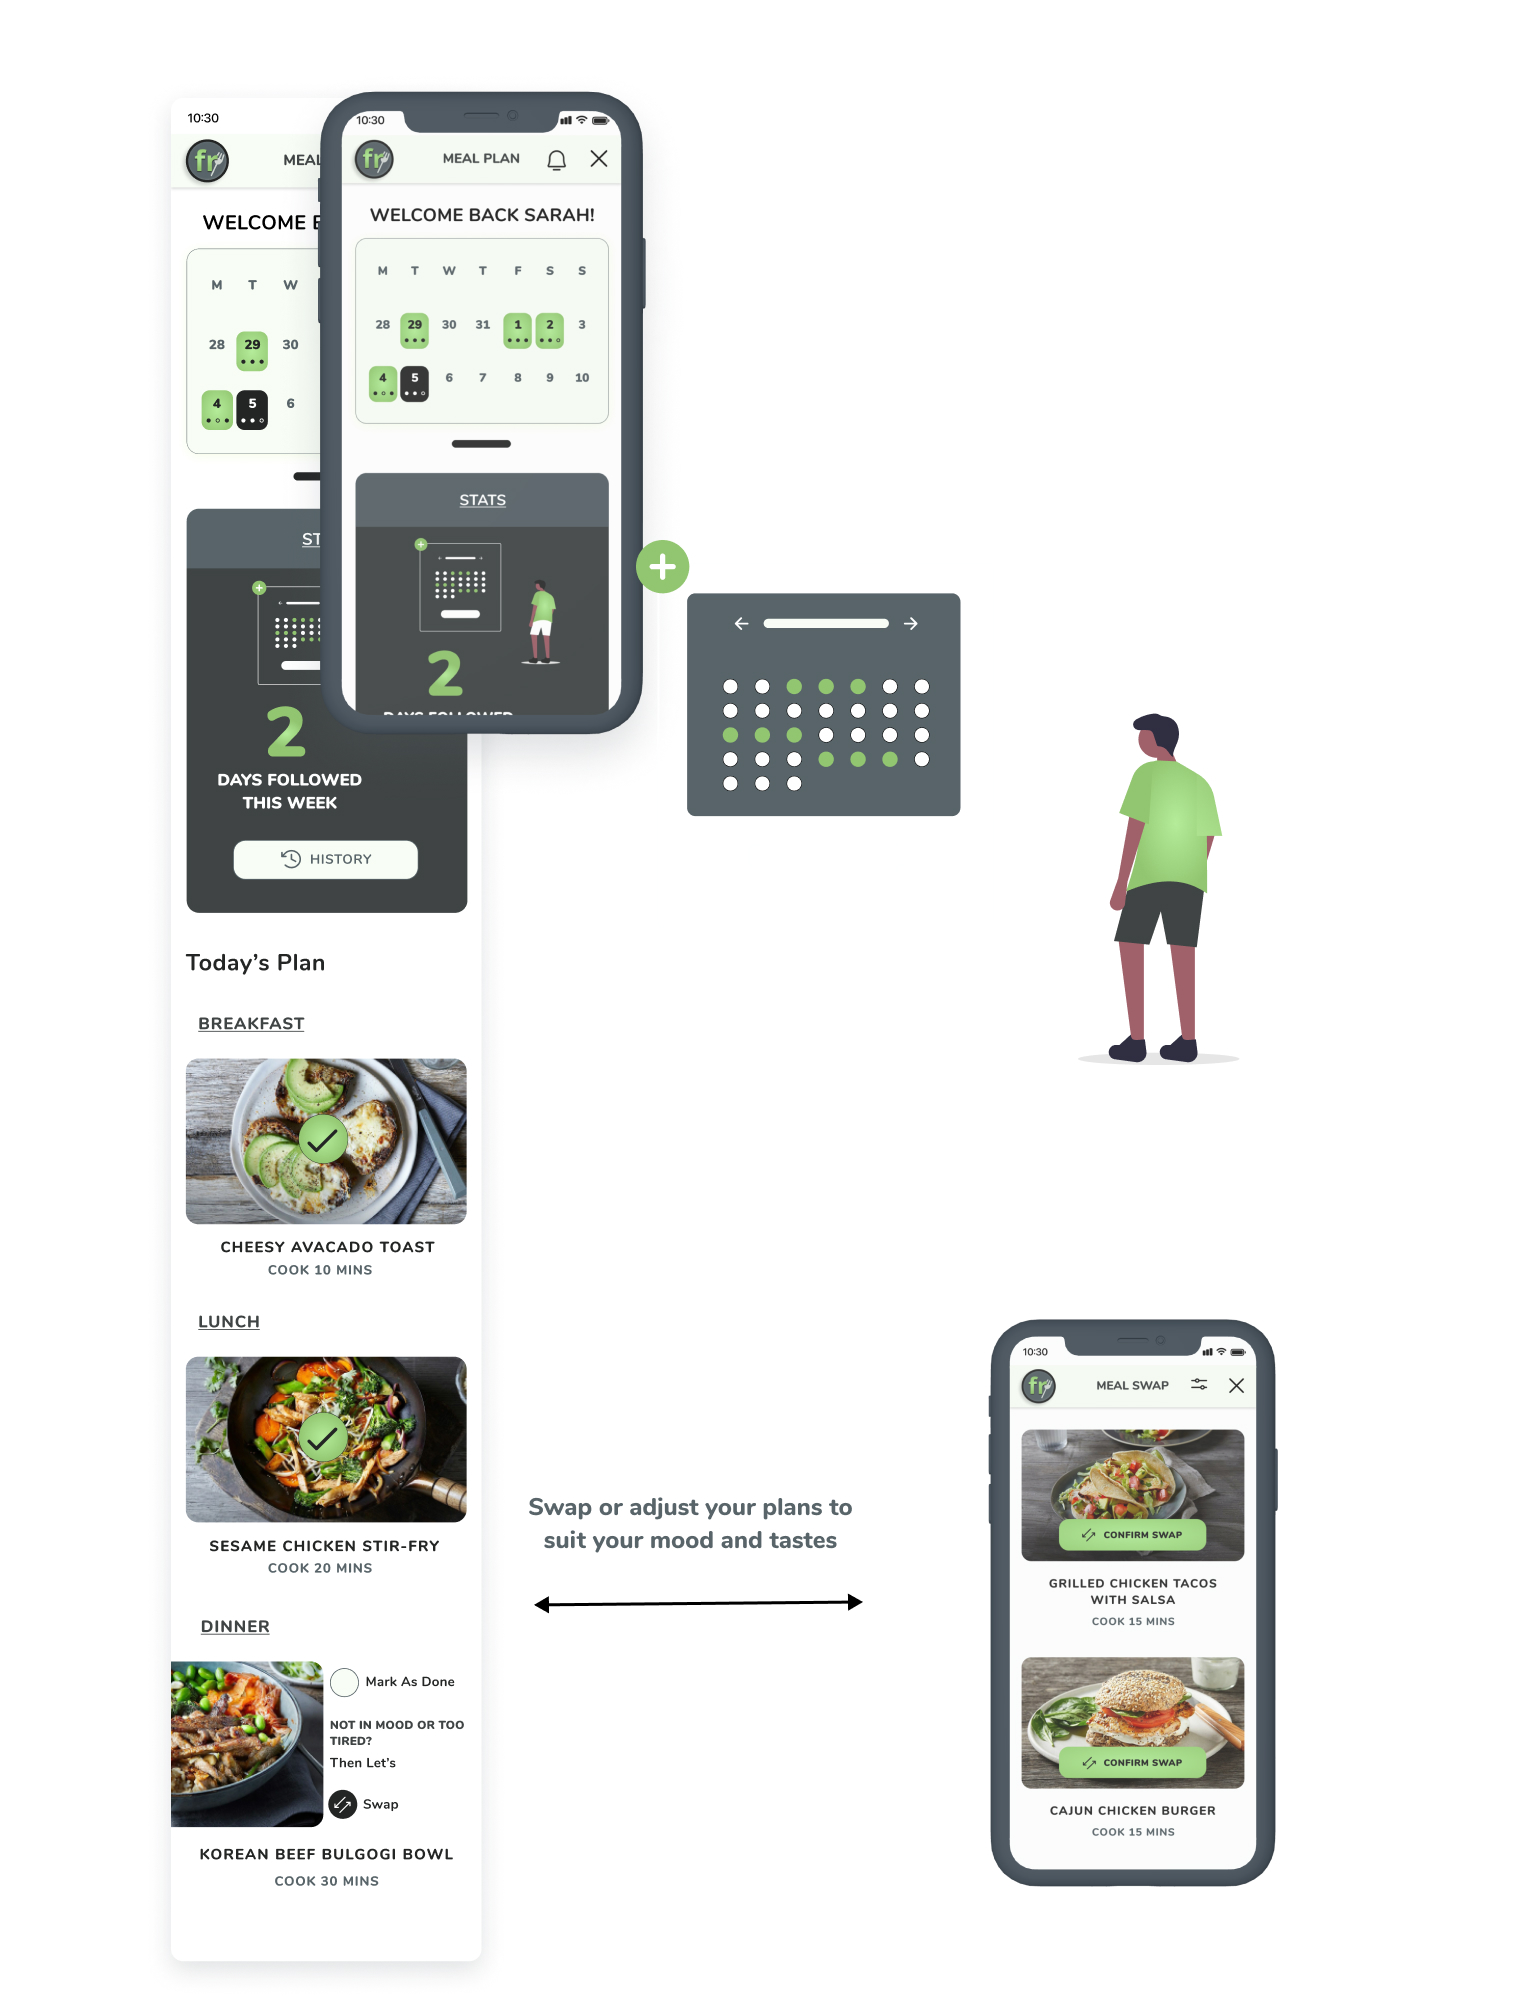 10:30
fr
MEAL
WELCOME B
M T W
28 29 30
4 5 6
ST
2
DAYS FOLLOWED
THIS WEEK
HISTORY
Today's Plan
BREAKFAST
CHEESY AVACADO TOAST
COOK 10 MINS
LUNCH
SESAME CHICKEN STIR-FRY
COOK 20 MINS
DINNER
Mark As Done
NOT IN MOOD OR TOO
TIRED?
Then Let's
Swap
KOREAN BEEF BULGOGI BOWL
COOK 30 MINS
10:30
fr
MEAL PLAN
WELCOME BACK SARAH!
M T W T F S S
28 29 30 31 1 2 3
4 5 6 7 8 9 10
STATS
2
DAYS FOLLOWED
Swap or adjust your plans to
suit your mood and tastes
10:30
fr
MEAL SWAP
CONFIRM SWAP
GRILLED CHICKEN TACOS
WITH SALSA
COOK 15 MINS
CONFIRM SWAP
CAJUN CHICKEN BURGER
COOK 15 MINS